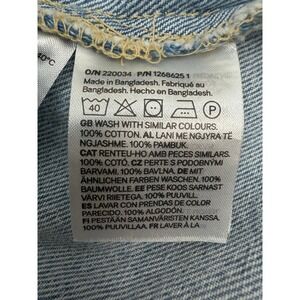 40°C
O/N 220034 P/N 1268625 1
Made in Bangladesh. Fabriqué au
Bangladesh. Hecho en Bangladesh.
40
P
GB WASH WITH SIMILAR COLOURS.
100% COTTON. AL LANI ME NGJYRA TË
NGJASHME. 100% PAMBUK.
CAT RENTEU-HO AMB PECES SIMILARS.
100% COTÓ. CZ PERTE S PODOBNÝMI
BARVAMI. 100% BAVLNA. DE MIT
ÄHNLICHEN FARBEN WASCHEN. 100%
BAUMWOLLE. EE PESE KOOS SARNAST
VÄRVI RIIETEGA. 100% PUUVILL.
ES LAVAR CON PRENDAS DE COLOR
PARECIDO. 100% ALGODÓN.
FI PESTÄÄN SAMANVÄRISTEN KANSSA.
100% PUUVILLA. FR LAVER À LA